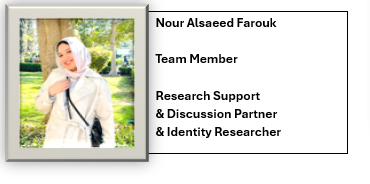 Nour Alsaeed Farouk
Team Member
Research Support
& Discussion Partner
& Identity Researcher